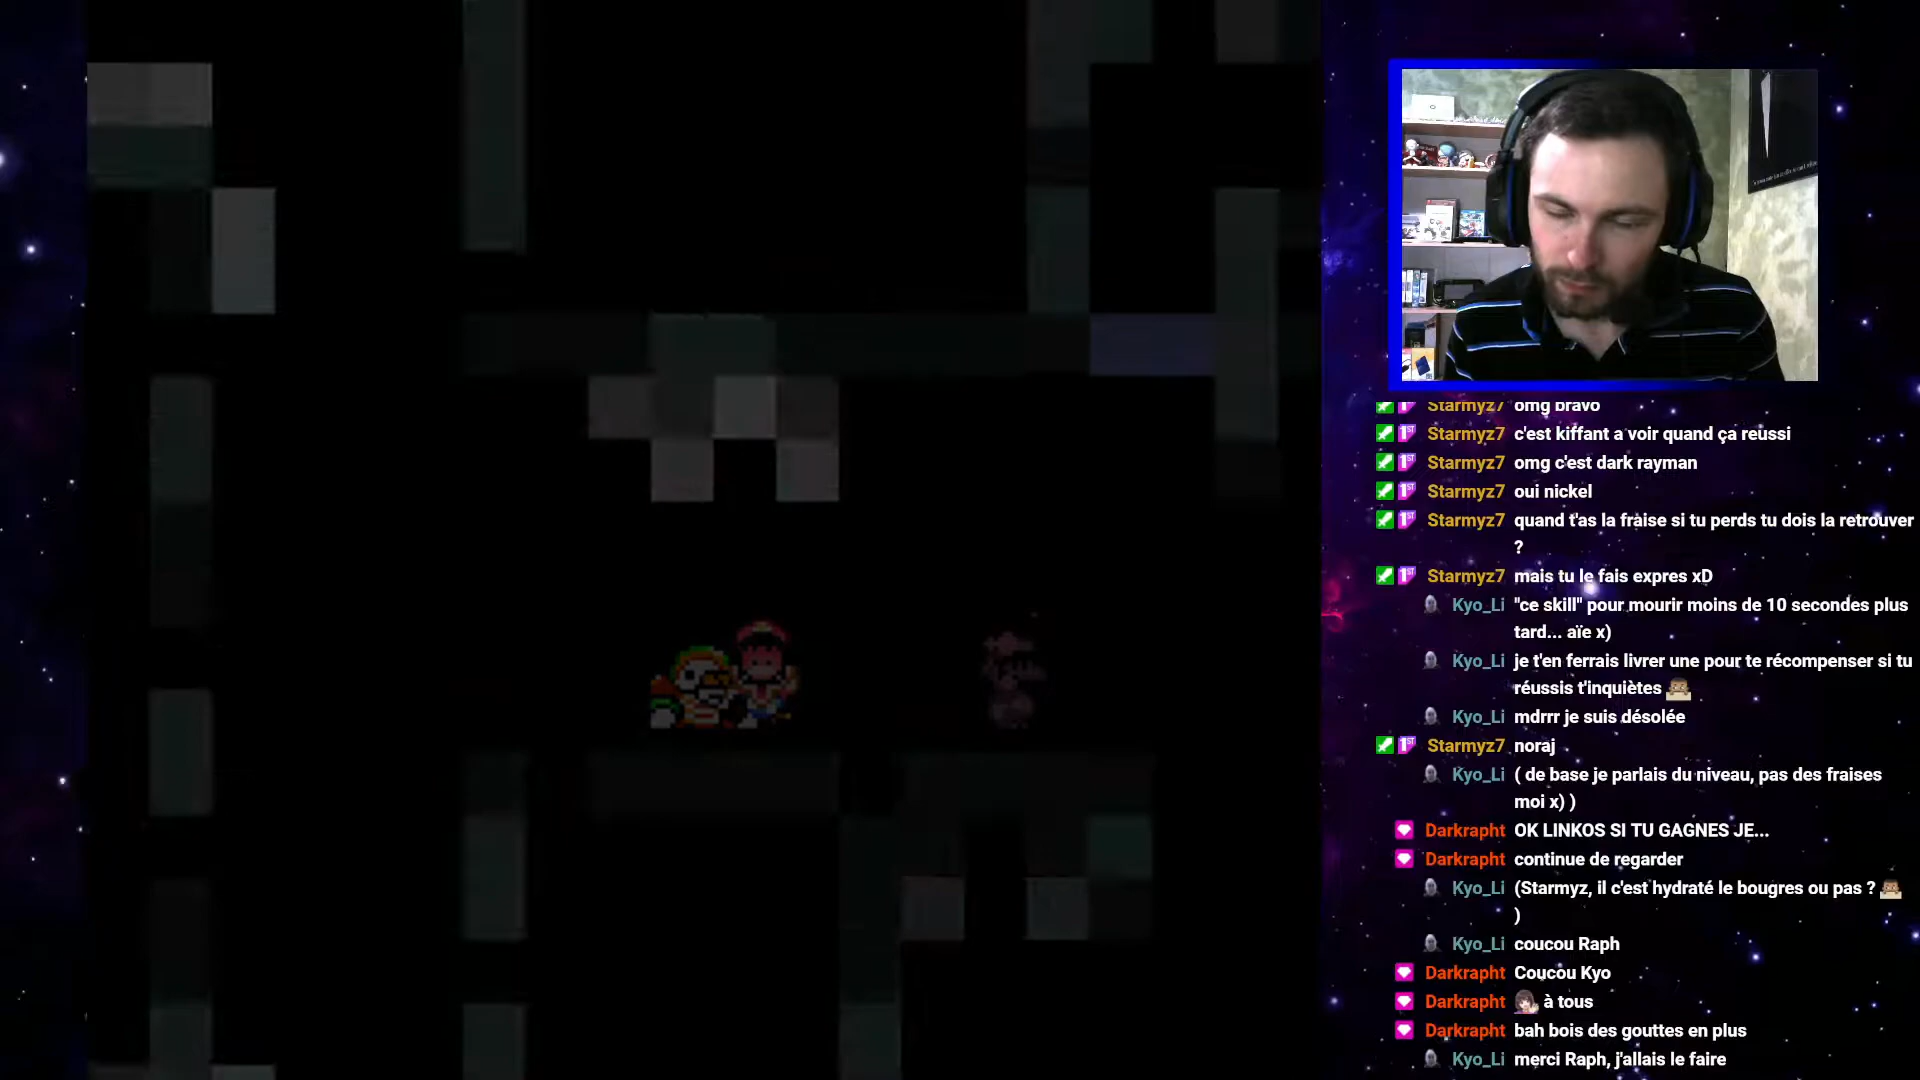 Starmyz7 omg bravo
Starmyz7 c'est kiffant a voir quand ça reussi
Starmyz7 omg c'est dark rayman
Starmyz7 oui nickel
Starmyz7 quand t'as la fraise si tu perds tu dois la retrouver
?
Starmyz7 mais tu le fais expres xD
Kyo_Li "ce skill" pour mourir moins de 10 secondes plus
tard... aïe x)
Kyo_Li je t'en ferrais livrer une pour te récompenser si tu
réussis t'inquiètes
Kyo_Li mdrrr je suis désolée
Starmyz7 noraj
Kyo_Li ( de base je parlais du niveau, pas des fraises
moi x) )
Darkrapht OK LINKOS SI TU GAGNES JE...
Darkrapht continue de regarder
Kyo_Li (Starmyz, il c'est hydraté le bougres ou pas ?
)
Kyo_Li coucou Raph
Darkrapht Coucou Kyo
Darkrapht à tous
Darkrapht bah bois des gouttes en plus
Kyo_Li merci Raph, j'allais le faire